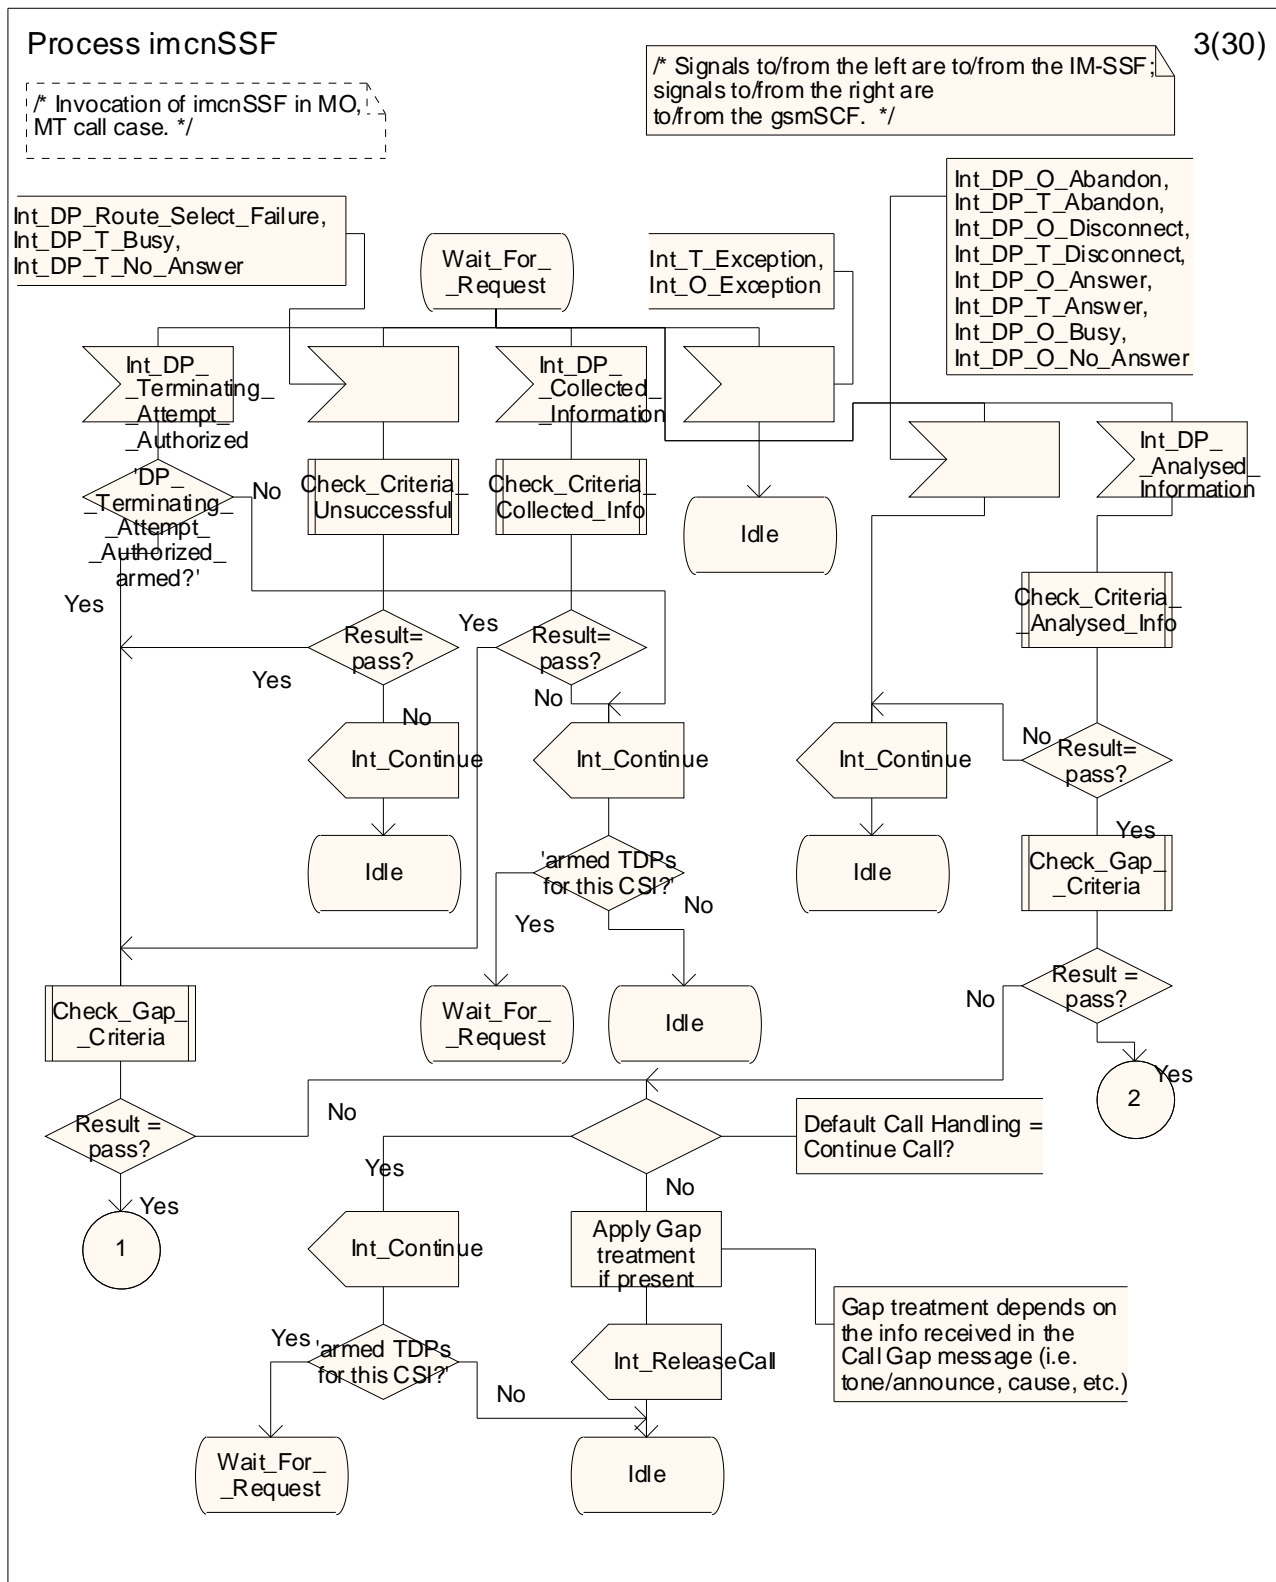 Process imcnSSF
3(30)
/* Invocation of imcnSSF in MO,
MT call case. */
/* Signals to/from the left are to/from the IM-SSF;
signals to/from the right are
to/from the gsmSCF. */
Int_DP_Route_Select_Failure,
Int_DP_T_Busy,
Int_DP_T_No_Answer
Wait_For_
_Request
Int_T_Exception,
Int_O_Exception
Int_DP_O_Abandon,
Int_DP_T_Abandon,
Int_DP_O_Disconnect,
Int_DP_T_Disconnect,
Int_DP_O_Answer,
Int_DP_T_Answer,
Int_DP_O_Busy,
Int_DP_O_No_Answer
Int_DP_
_Terminating_
_Attempt_
_Authorized
Int_DP_
_Collected_
_Information
Int_DP_
_Analysed_
_Information
'DP_
_Terminating_
_Attempt_
_Authorized_
armed?'
No
Yes
Check_Criteria_
_Unsuccessful
Check_Criteria_
_Collected_Info
Idle
Check_Criteria_
_Analysed_Info
Result=
pass?
Yes
No
Result=
pass?
Yes
No
Int_Continue
Int_Continue
Int_Continue
Result=
pass?
No
Yes
Idle
'armed TDPs
for this CSI?'
Yes
No
Idle
Check_Gap_
_Criteria
Result =
pass?
No
Yes
2
Wait_For_
_Request
Idle
Check_Gap_
_Criteria
Result =
pass?
No
Yes
1
Default Call Handling =
Continue Call?
Yes
No
Int_Continue
Apply Gap
treatment
if present
Gap treatment depends on
the info received in the
Call Gap message (i.e.
tone/announce, cause, etc.)
'armed TDPs
for this CSI?'
Yes
No
Int_ReleaseCall
Wait_For_
_Request
Idle